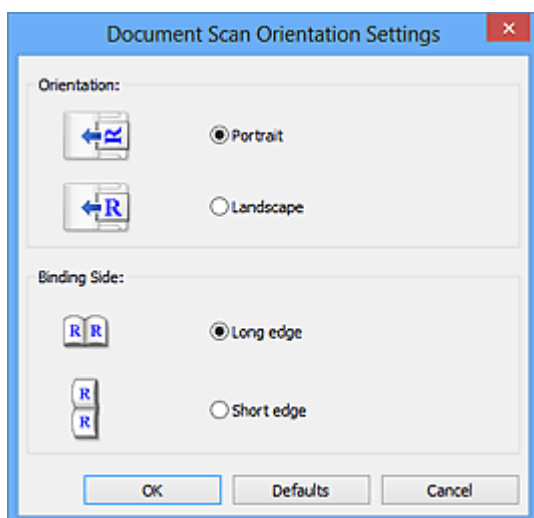 Document Scan Orientation Settings
Orientation:
R
Portrait
R
Landscape
Binding Side:
R R
Long edge
R
R
Short edge
OK Defaults Cancel